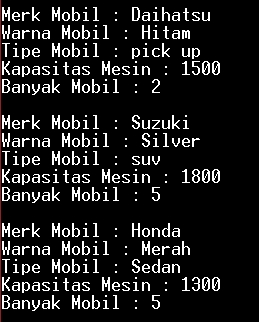 Merk Mobil : Daihatsu
Warna Mobil : Hitam
Tipe Mobil : pick up
Kapasitas Mesin : 1500
Banyak Mobil : 2

Merk Mobil : Suzuki
Warna Mobil : Silver
Tipe Mobil : suv
Kapasitas Mesin : 1800
Banyak Mobil : 5

Merk Mobil : Honda
Warna Mobil : Merah
Tipe Mobil : Sedan
Kapasitas Mesin : 1300
Banyak Mobil : 5